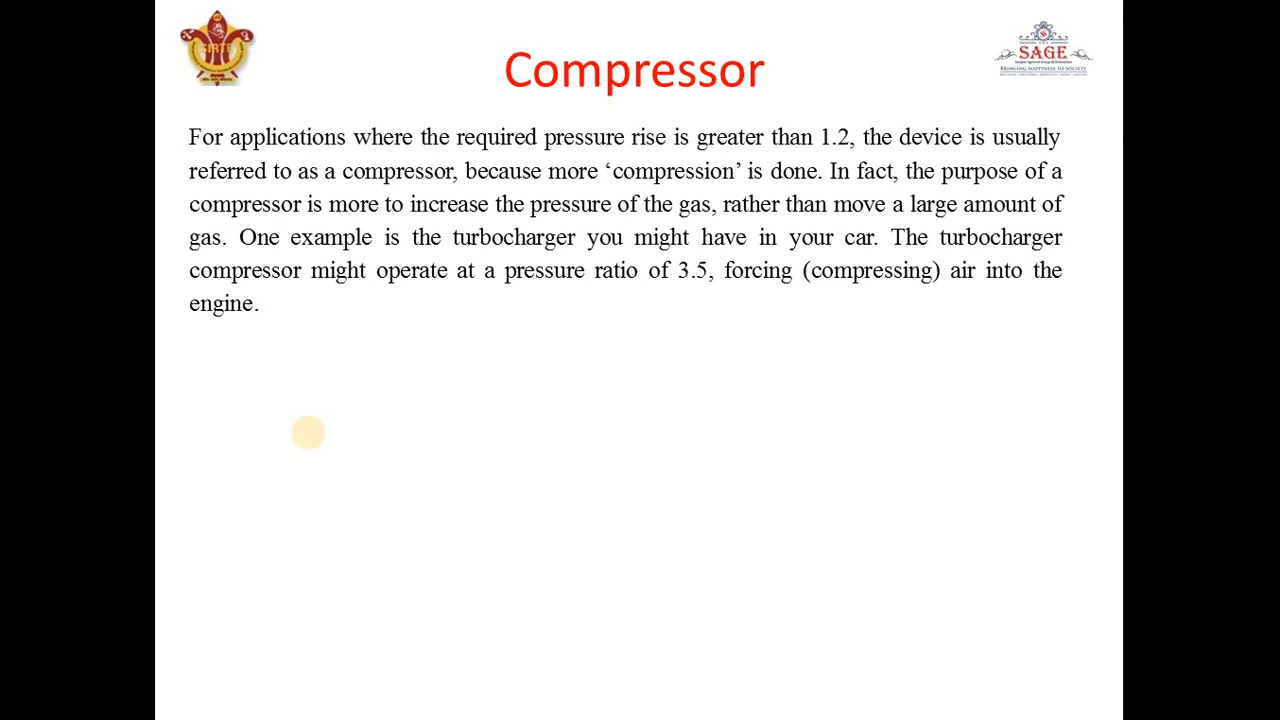 SIRTE
SAGE
BRINGING HAPPINESS TO SOCIETY
Compressor
For applications where the required pressure rise is greater than 1.2, the device is usually
referred to as a compressor, because more ‘compression’ is done. In fact, the purpose of a
compressor is more to increase the pressure of the gas, rather than move a large amount of
gas. One example is the turbocharger you might have in your car. The turbocharger
compressor might operate at a pressure ratio of 3.5, forcing (compressing) air into the
engine.